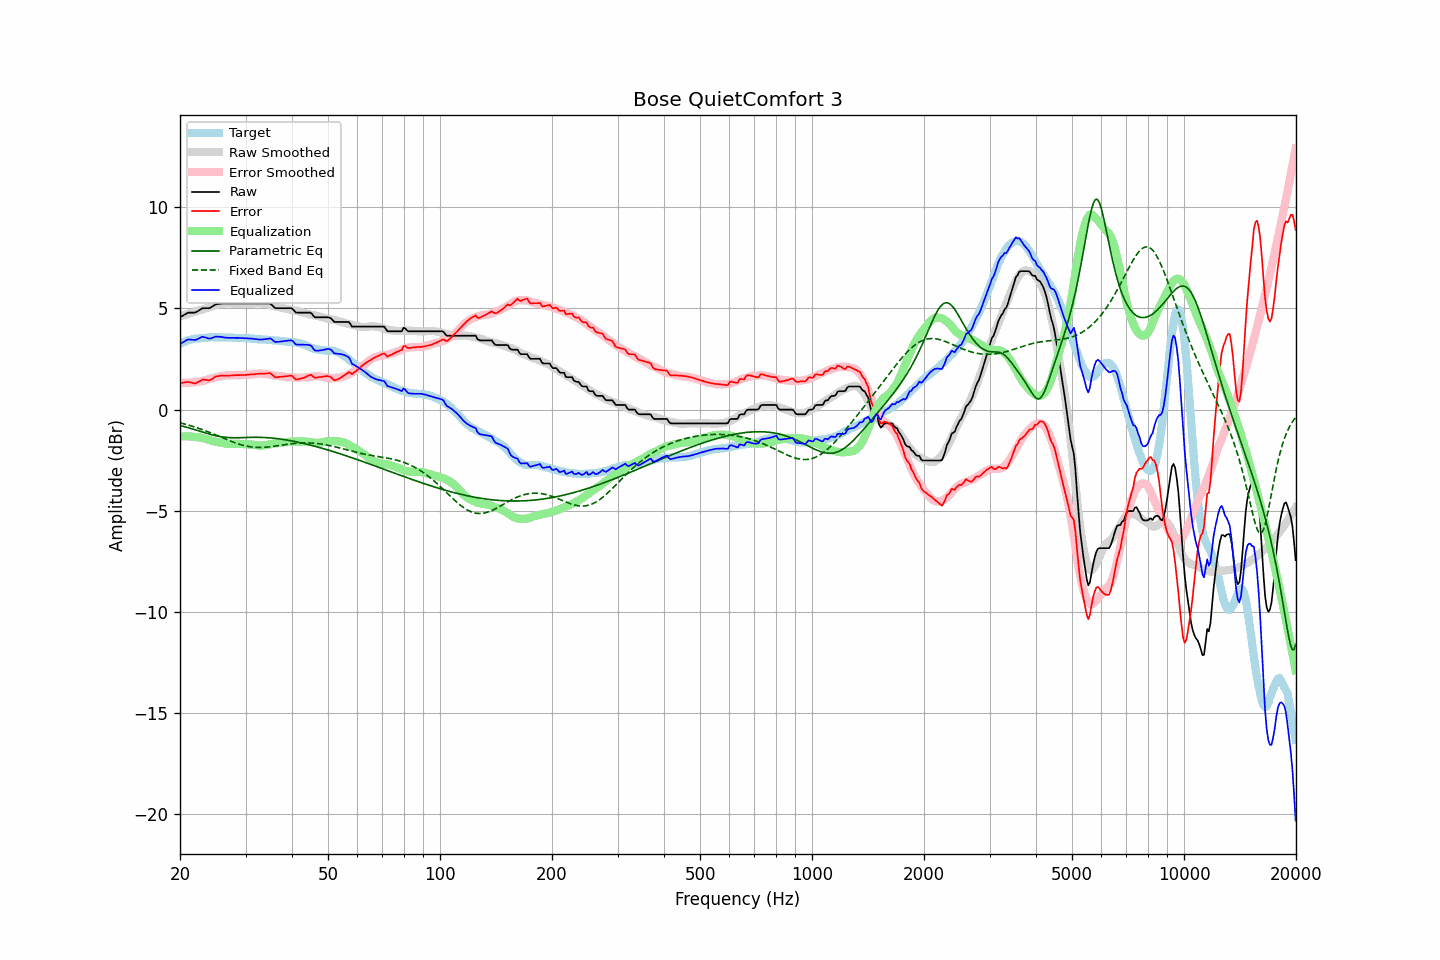 Bose QuietComfort 3
Target
Raw Smoothed
Error Smoothed
Raw
Error
Equalization
Parametric Eq
Fixed Band Eq
Equalized
10
5
0
−5
−10
−15
−20
Amplitude (dBr)
20
50
100
200
500
1000
2000
5000
10000
20000
Frequency (Hz)